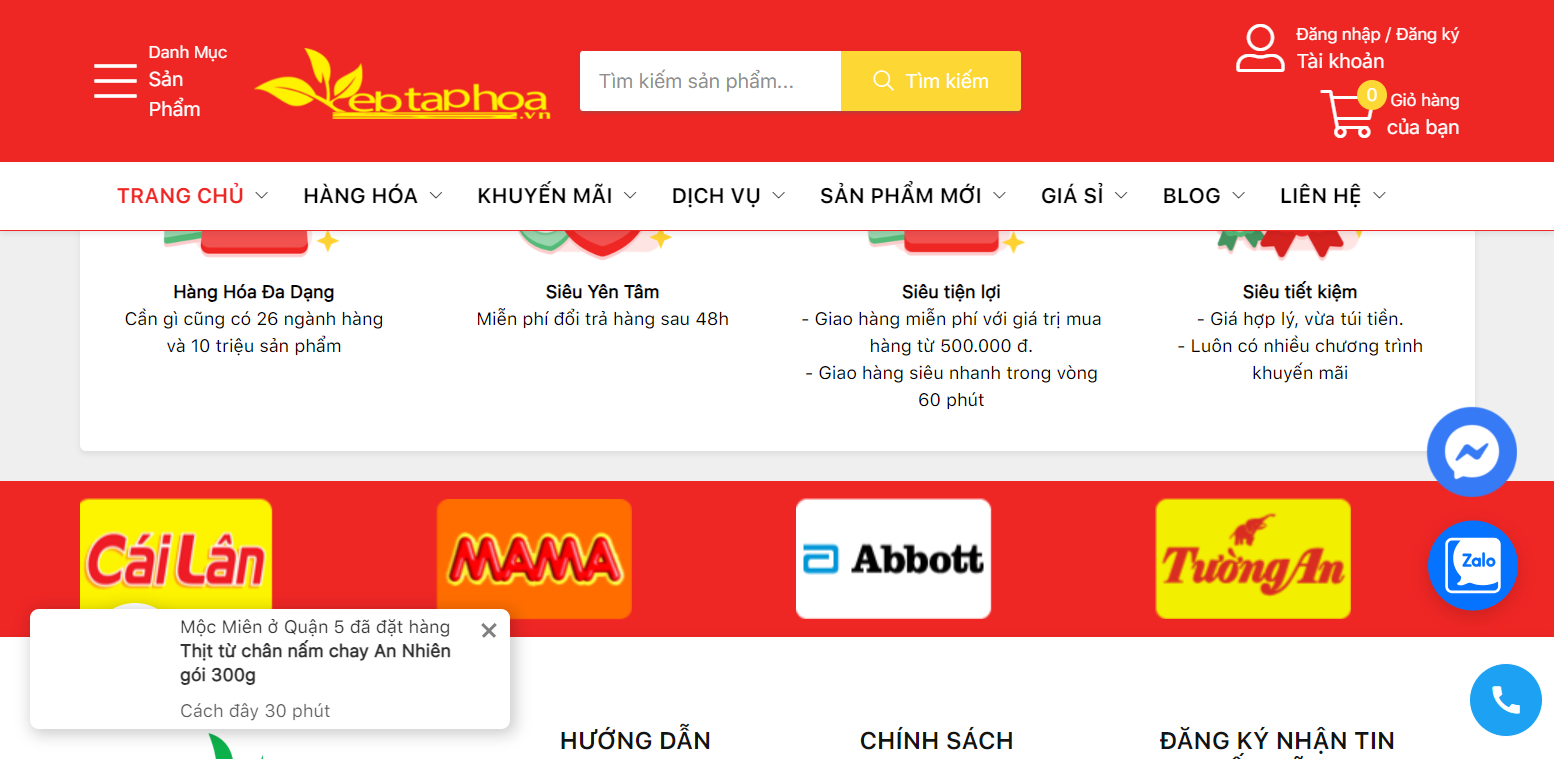 Danh Mục
Sản
Phẩm
eptaphoa
.vn
Tìm kiếm sản phẩm...
Tìm kiếm
Đăng nhập / Đăng ký
Tài khoản
0
Giỏ hàng
của bạn
TRANG CHỦ HÀNG HÓA KHUYẾN MÃI DỊCH VỤ SẢN PHẨM MỚI GIÁ SỈ BLOG LIÊN HỆ
Hàng Hóa Đa Dạng
Cần gì cũng có 26 ngành hàng
và 10 triệu sản phẩm
Siêu Yên Tâm
Miễn phí đổi trả hàng sau 48h
Siêu tiện lợi
- Giao hàng miễn phí với giá trị mua
hàng từ 500.000 đ.
- Giao hàng siêu nhanh trong vòng
60 phút
Siêu tiết kiệm
- Giá hợp lý, vừa túi tiền.
- Luôn có nhiều chương trình
khuyến mãi
Cái Lân
MAMA
Abbott
Tường An
Zalo
Mộc Miên ở Quận 5 đã đặt hàng
Thịt từ chân nấm chay An Nhiên
gói 300g
Cách đây 30 phút
HƯỚNG DẪN
CHÍNH SÁCH
ĐĂNG KÝ NHẬN TIN